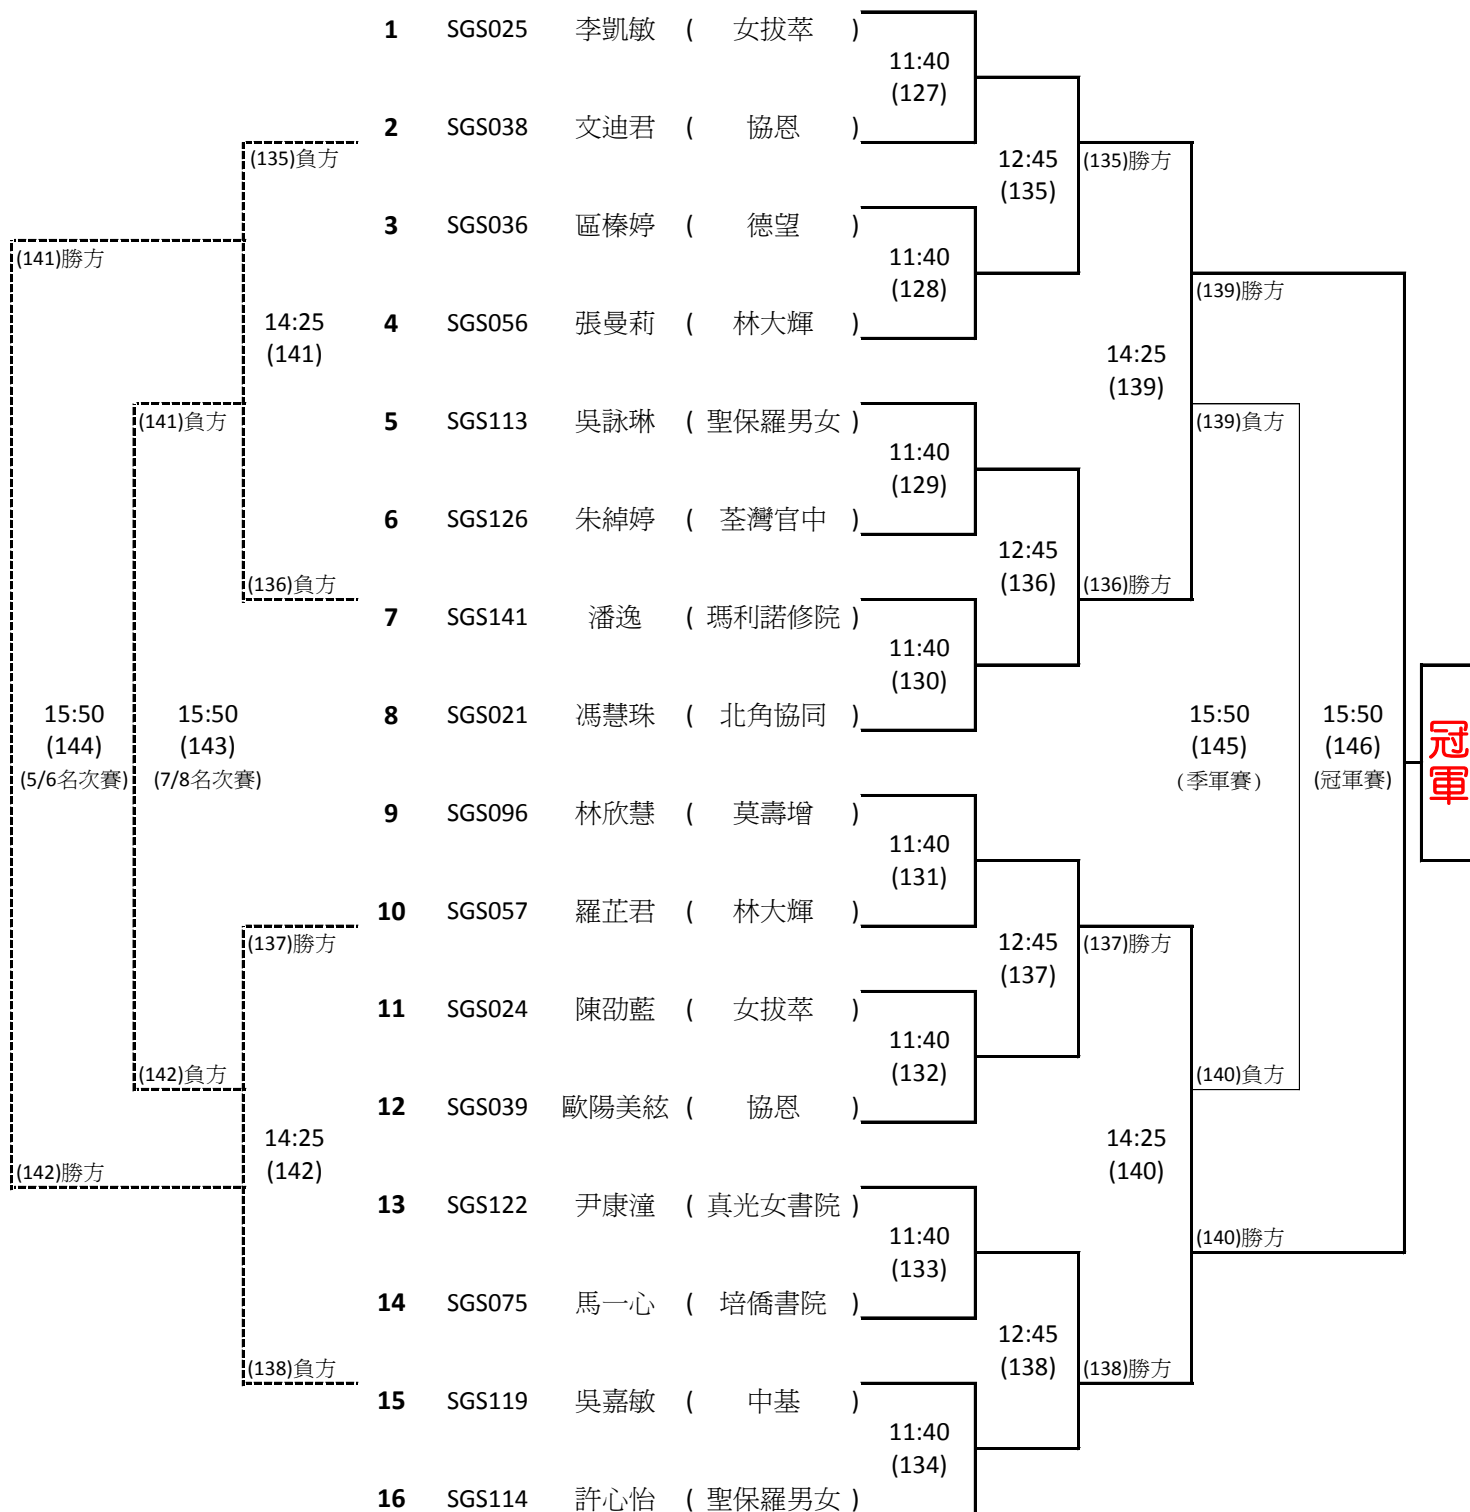 1 SGS025 李凱敏 ( 女拔萃 )
11:40
(127)
2 SGS038 文迪君 ( 協恩 )
(135)負方
12:45
(135)
(135)勝方
3 SGS036 區榛婷 ( 德望 )
(141)勝方
11:40
(128)
(139)勝方
4 SGS056 張曼莉 ( 林大輝 )
14:25
(141)
14:25
(139)
5 SGS113 吳詠琳 ( 聖保羅男女 )
(141)負方
(139)負方
11:40
(129)
6 SGS126 朱綽婷 ( 荃灣官中 )
12:45
(136)
(136)負方
(136)勝方
7 SGS141 潘逸 ( 瑪利諾修院 )
11:40
(130)
8 SGS021 馮慧珠 ( 北角協同 )
15:50
(144)
(5/6名次賽)
15:50
(143)
(7/8名次賽)
15:50
(145)
(季軍賽)
15:50
(146)
(冠軍賽)
冠軍
9 SGS096 林欣慧 ( 莫壽增 )
11:40
(131)
10 SGS057 羅芷君 ( 林大輝 )
(137)勝方
12:45
(137)
(137)勝方
11 SGS024 陳劭藍 ( 女拔萃 )
11:40
(132)
(142)負方
(140)負方
12 SGS039 歐陽美絃 ( 協恩 )
14:25
(142)
14:25
(140)
(142)勝方
13 SGS122 尹康潼 ( 真光女書院 )
11:40
(133)
(140)勝方
14 SGS075 馬一心 ( 培僑書院 )
12:45
(138)
(138)負方
(138)勝方
15 SGS119 吳嘉敏 ( 中基 )
11:40
(134)
16 SGS114 許心怡 ( 聖保羅男女 )